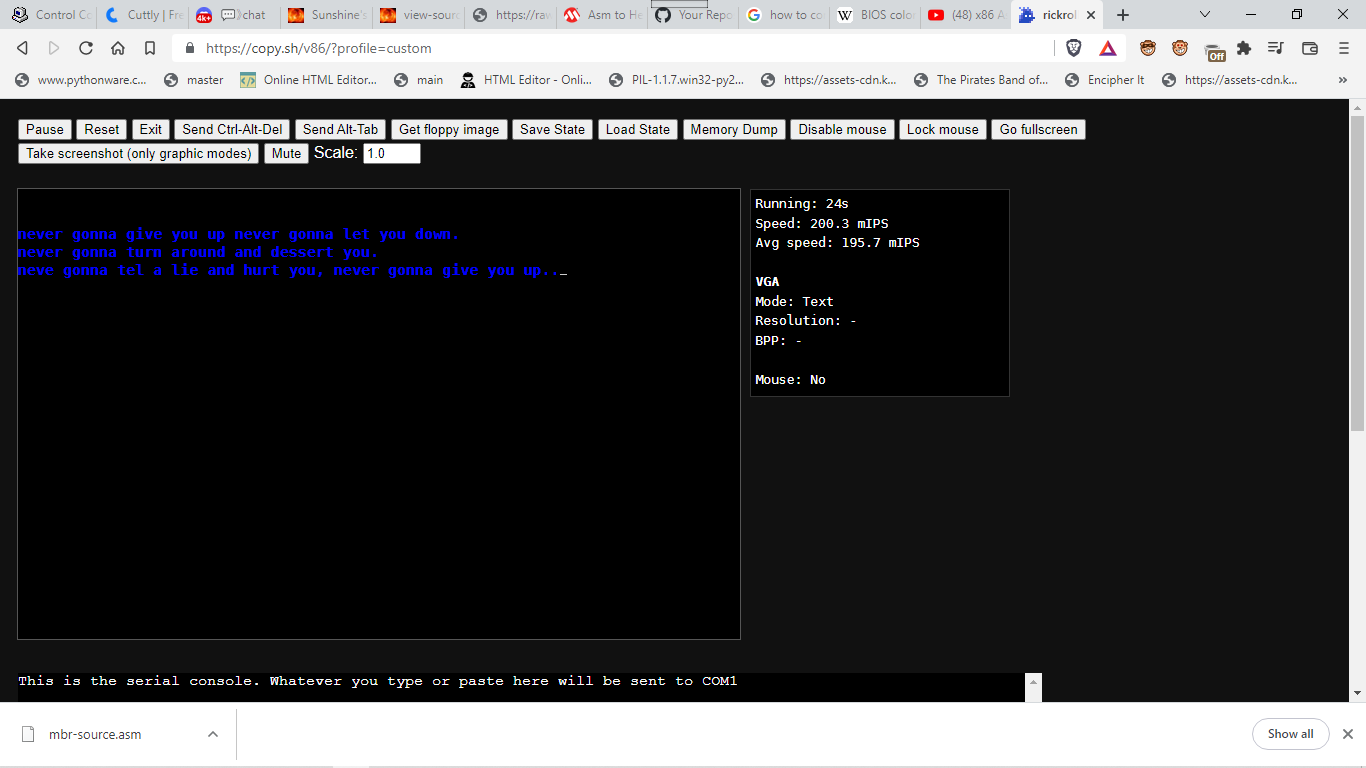 Control Co
Cuttly | Fre
4k+
chat
Sunshine's
view-sourc
https://raw
Asm to He
Your Repo
how to co
W BIOS color
(48) x86 A
rickrol
https://copy.sh/v86/?profile=custom
Off
www.pythonware.c...
master
Online HTML Editor...
main
HTML Editor - Onli...
PIL-1.1.7.win32-py2...
https://assets-cdn.k...
The Pirates Band of...
Encipher It
https://assets-cdn.k...
»
Pause Reset Exit Send Ctrl-Alt-Del Send Alt-Tab Get floppy image Save State Load State Memory Dump Disable mouse Lock mouse Go fullscreen
Take screenshot (only graphic modes) Mute Scale: 1.0
never gonna give you up never gonna let you down.
never gonna turn around and dessert you.
neve gonna tel a lie and hurt you, never gonna give you up.._
Running: 24s
Speed: 200.3 mIPS
Avg speed: 195.7 mIPS
VGA
Mode: Text
Resolution: -
BPP: -
Mouse: No
This is the serial console. Whatever you type or paste here will be sent to COM1
mbr-source.asm
Show all